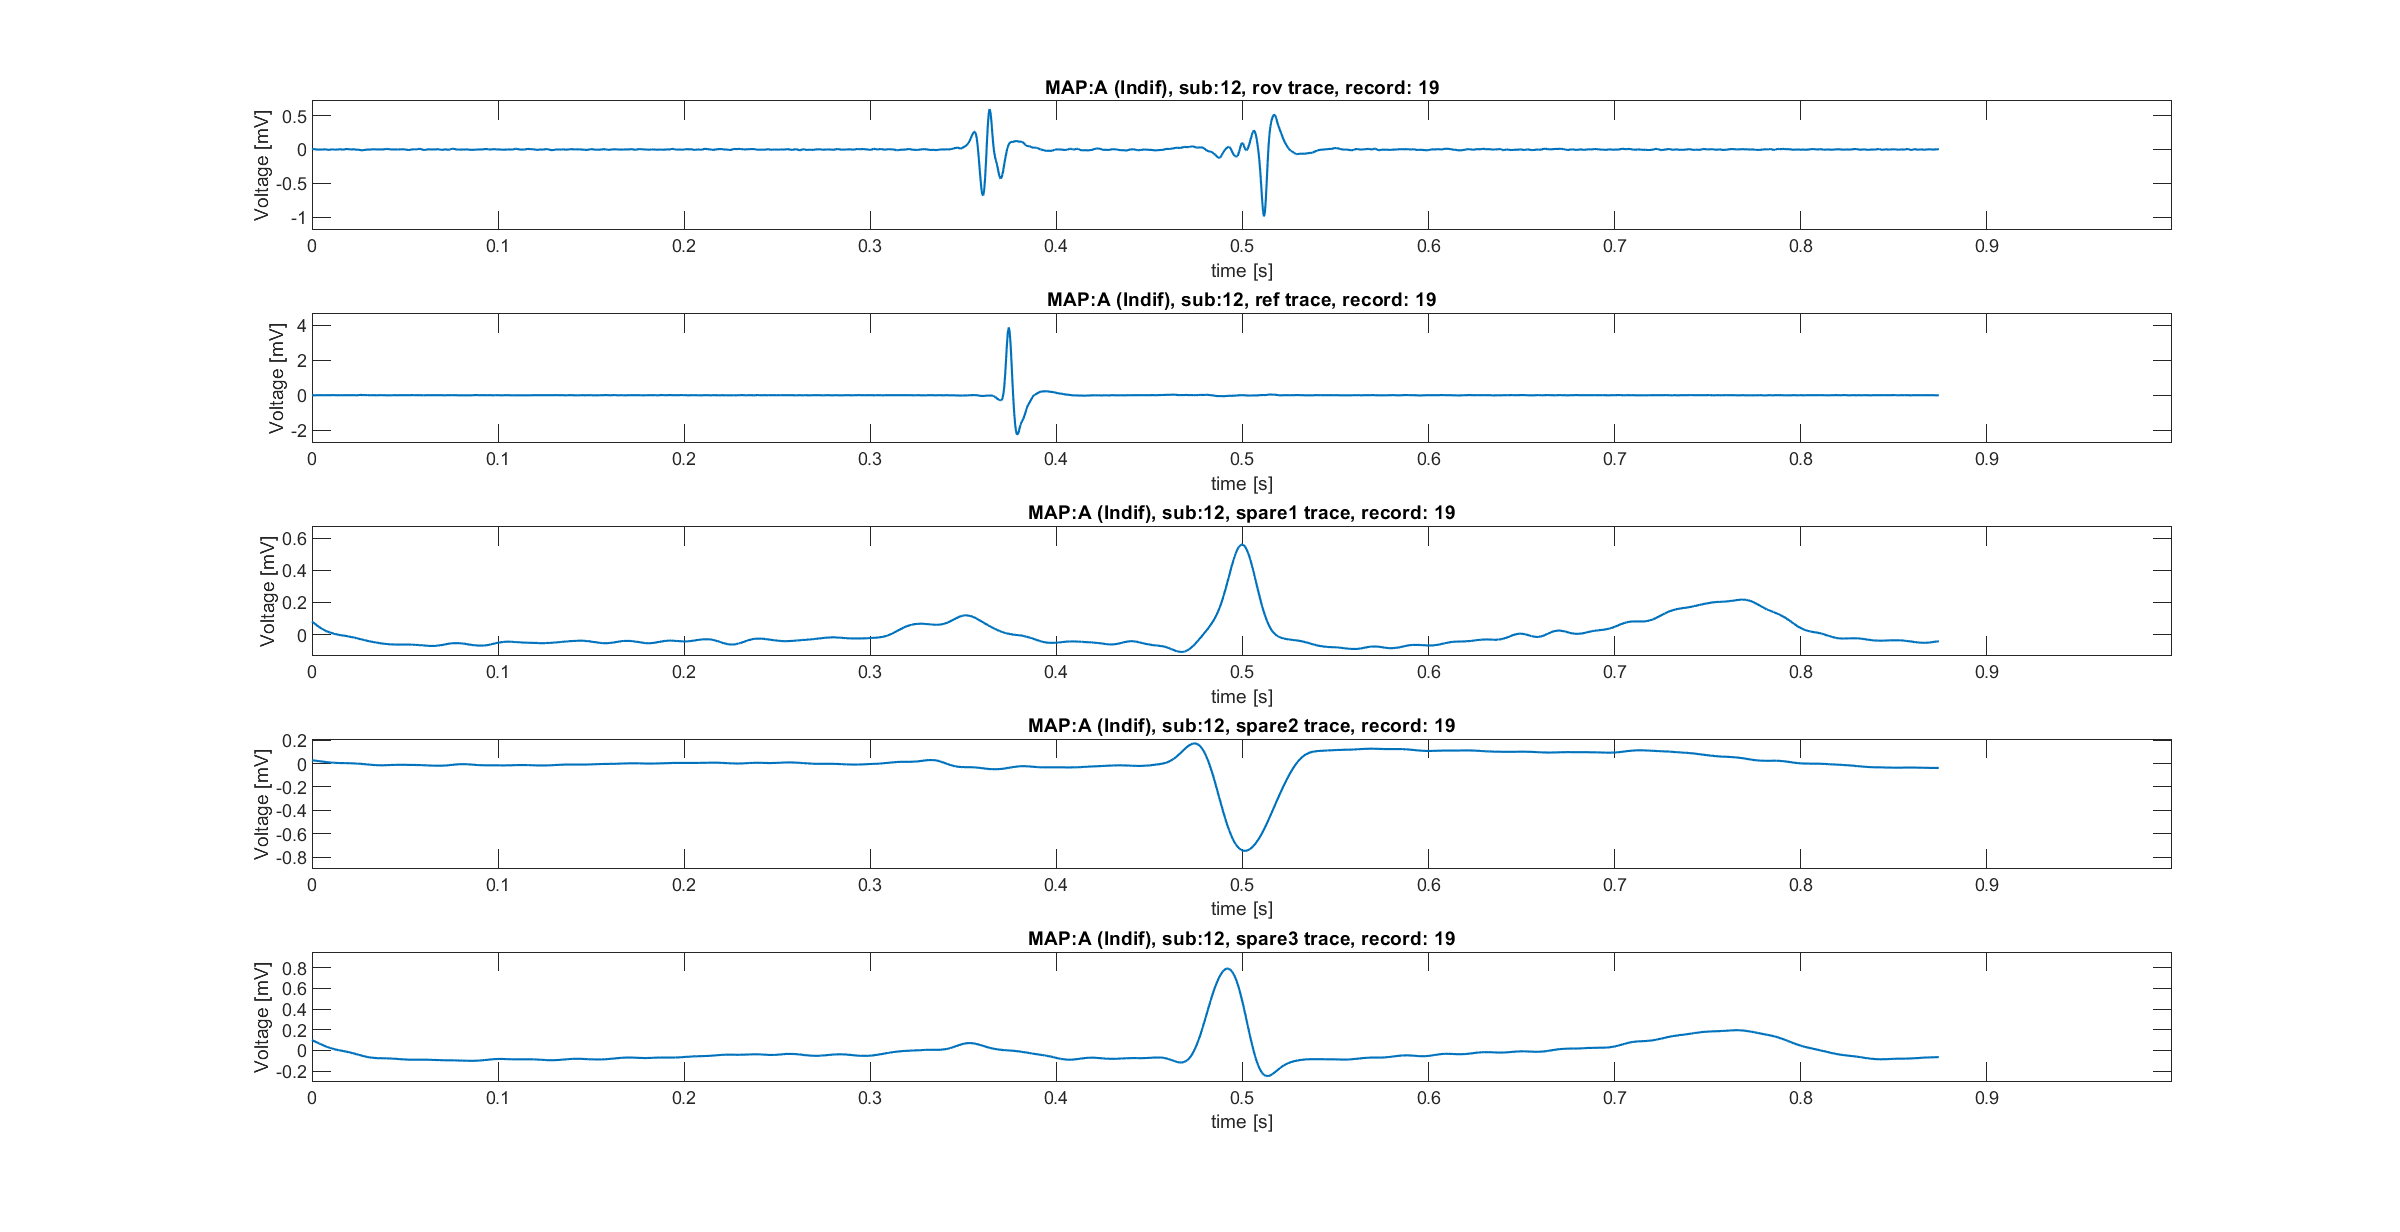 MAP:A (Indif), sub:12, rov trace, record: 19
Voltage [mV]
0.5
0
-0.5
-1
0 0.1 0.2 0.3 0.4 0.5 0.6 0.7 0.8 0.9
time [s]
MAP:A (Indif), sub:12, ref trace, record: 19
Voltage [mV]
4
2
0
-2
0 0.1 0.2 0.3 0.4 0.5 0.6 0.7 0.8 0.9
time [s]
MAP:A (Indif), sub:12, spare1 trace, record: 19
Voltage [mV]
0.6
0.4
0.2
0
0 0.1 0.2 0.3 0.4 0.5 0.6 0.7 0.8 0.9
time [s]
MAP:A (Indif), sub:12, spare2 trace, record: 19
Voltage [mV]
0.2
0
-0.2
-0.4
-0.6
-0.8
0 0.1 0.2 0.3 0.4 0.5 0.6 0.7 0.8 0.9
time [s]
MAP:A (Indif), sub:12, spare3 trace, record: 19
Voltage [mV]
0.8
0.6
0.4
0.2
0
-0.2
0 0.1 0.2 0.3 0.4 0.5 0.6 0.7 0.8 0.9
time [s]